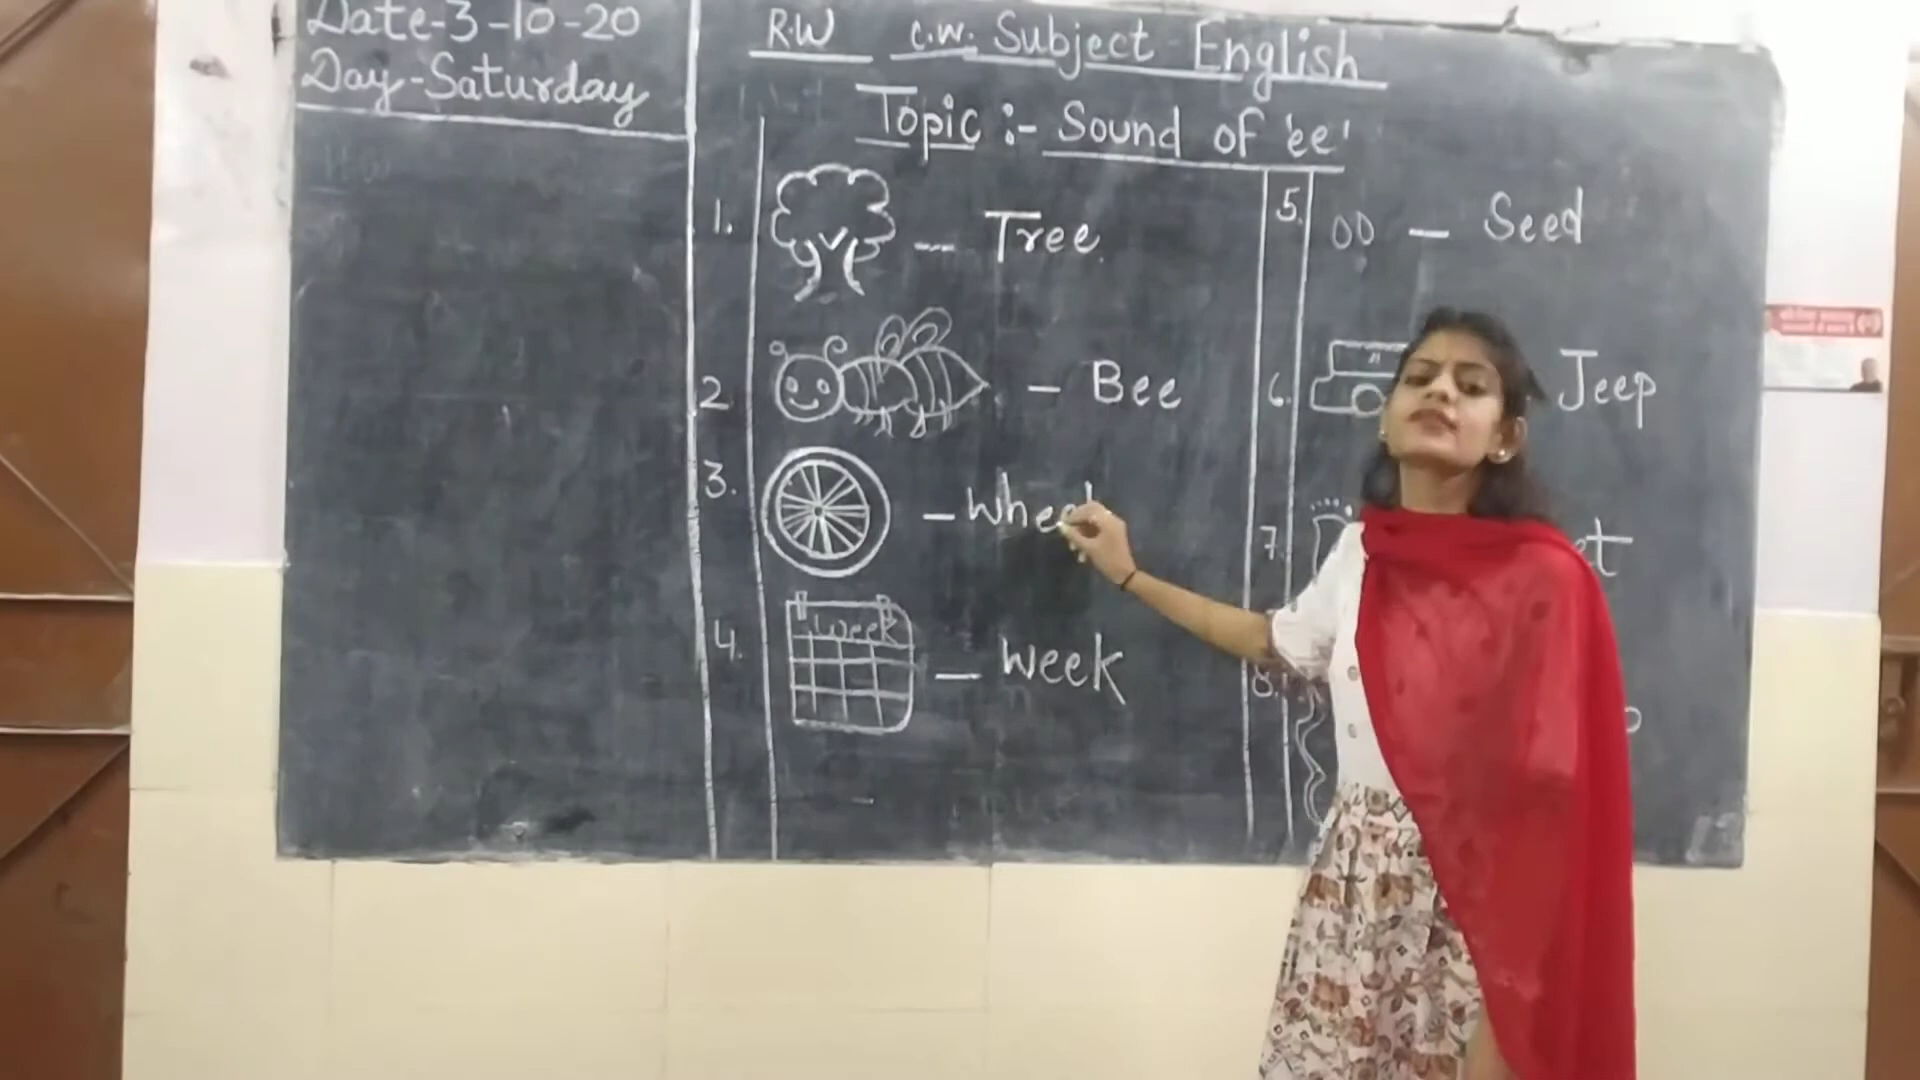 Date-3-10-20
Day-Saturday
R.W C.W. Subject English
Topic :- Sound of 'ee'
1. — Tree
2 — Bee
3. — Wheel
4. week — week
5. — Seed
6. Jeep
7.
8.